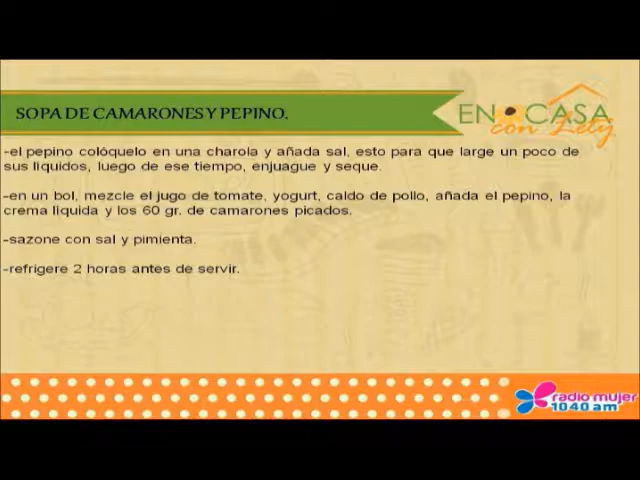 SOPA DE CAMARONES Y PEPINO.
EN CASA
con Lety
-el pepino colóquelo en una charola y añada sal, esto para que large un poco de
sus liquidos, luego de ese tiempo, enjuague y seque.
-en un bol, mezcle el jugo de tomate, yogurt, caldo de pollo, añada el pepino, la
crema liquida y los 60 gr. de camarones picados.
-sazone con sal y pimienta.
-refrigere 2 horas antes de servir.
radio mujer
1040 am